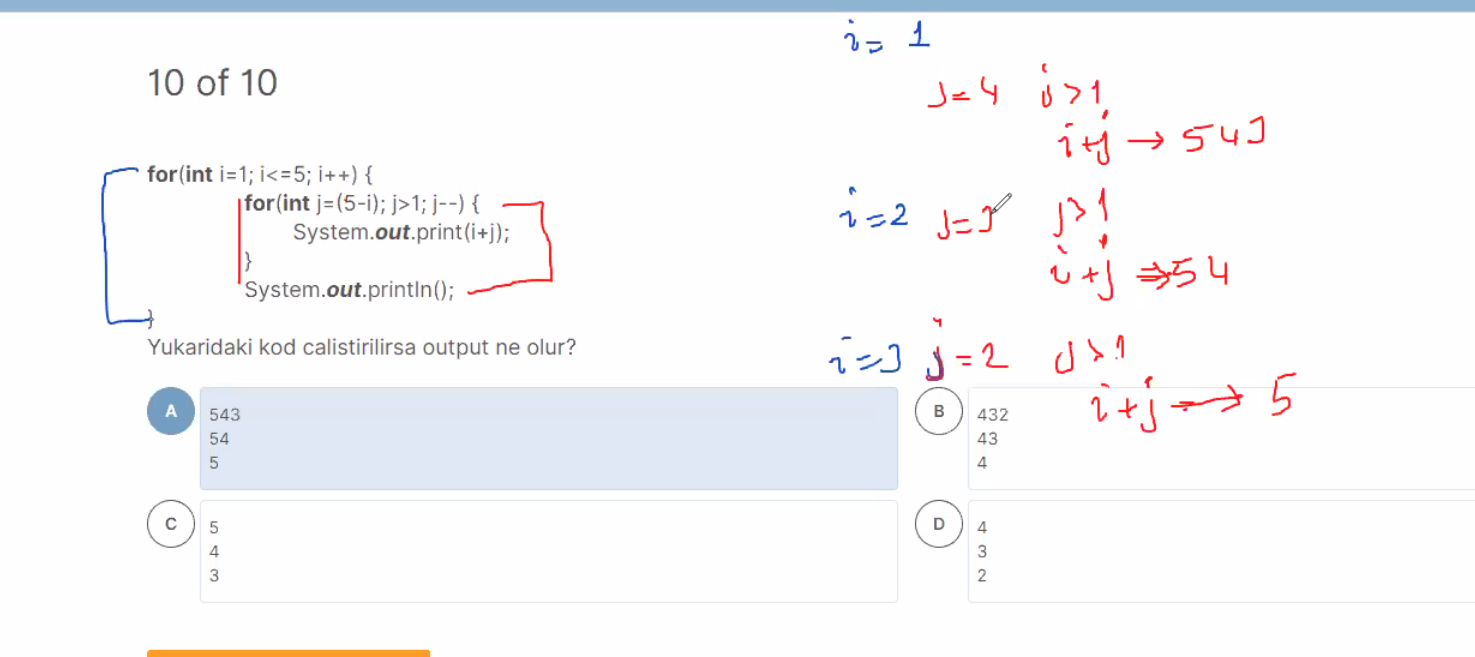 10 of 10
for(int i=1; i<=5; i++) {
for(int j=(5-i); j>1; j--) {
System.out.print(i+j);
}
System.out.println();
}
Yukaridaki kod calistirilirsa output ne olur?
A
543
54
5
B
432
43
4
C
5
4
3
D
4
3
2
i= 1
j=4 j>1
i+j → 543
i=2 j=3 j>1
i+j ⇒ 54
i=3 j=2 j>1
i+j → 5